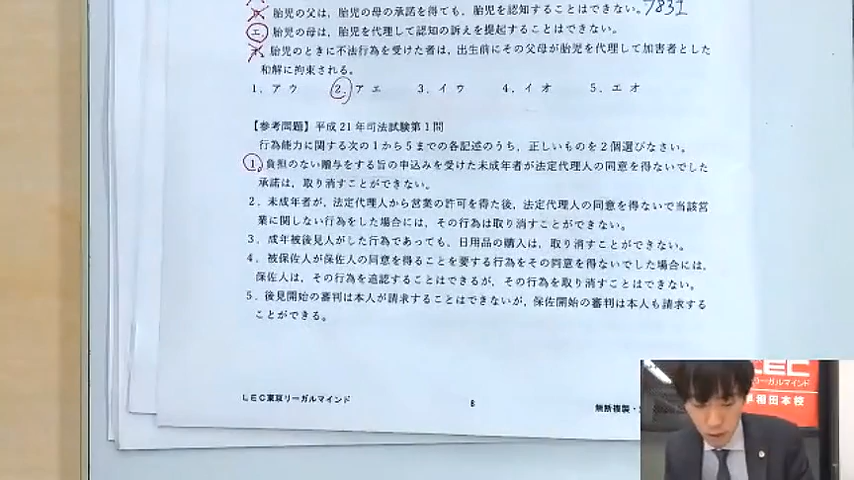 オ 胎児の父は，胎児の母の承諾を得ても，胎児を認知することはできない。783I
エ 胎児の母は，胎児を代理して認知の訴えを提起することはできない。
オ 胎児のときに不法行為を受けた者は，出生前にその父母が胎児を代理して加害者とした
和解に拘束される。
1．アウ 2．アエ 3．イウ 4．イオ 5．エオ
【参考問題】平成21年司法試験第1問
行為能力に関する次の1から5までの各記述のうち，正しいものを2個選びなさい。
1．負担のない贈与をする旨の申込みを受けた未成年者が法定代理人の同意を得ないでした
承諾は，取り消すことができない。
2．未成年者が，法定代理人から営業の許可を得た後，法定代理人の同意を得ないで当該営
業に関しない行為をした場合には，その行為は取り消すことができない。
3．成年被後見人がした行為であっても，日用品の購入は，取り消すことができない。
4．被保佐人が保佐人の同意を得ることを要する行為をその同意を得ないでした場合には，
保佐人は，その行為を追認することはできるが，その行為を取り消すことはできない。
5．後見開始の審判は本人が請求することはできないが，保佐開始の審判は本人も請求する
ことができる。
LEC東京リーガルマインド 8 無断複製・
LEC
リーガルマインド
早稲田本校